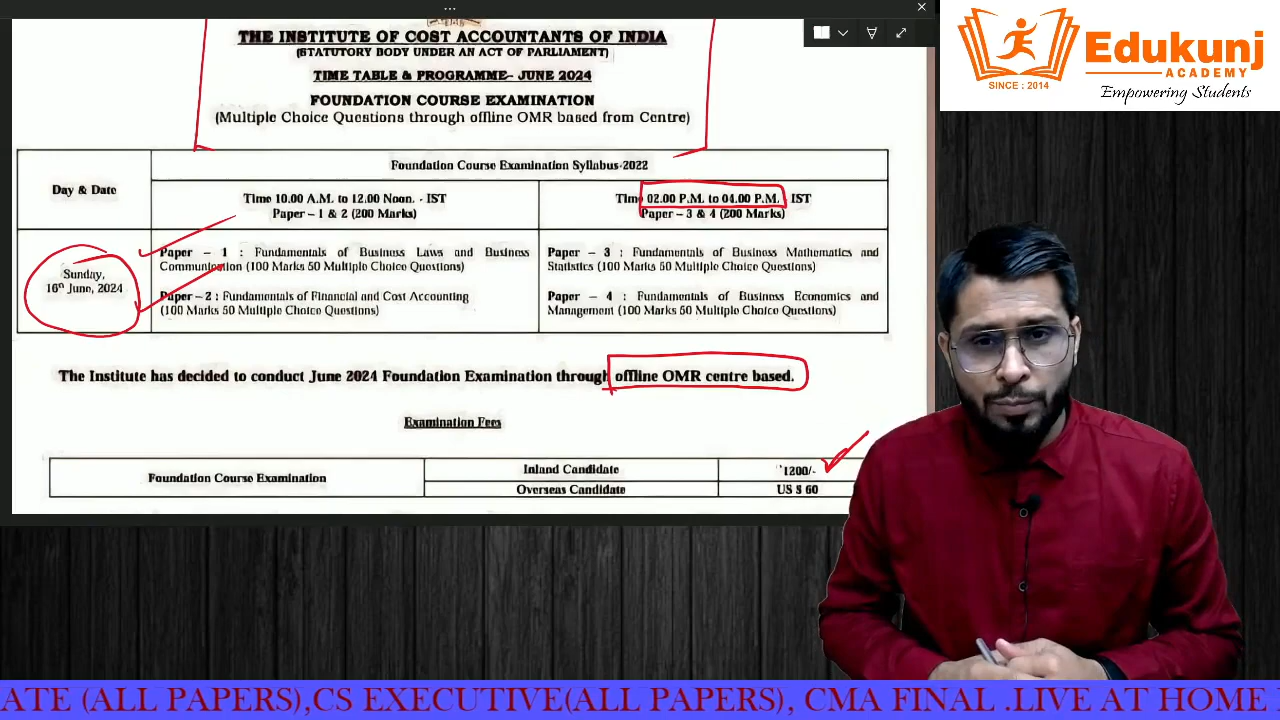 THE INSTITUTE OF COST ACCOUNTANTS OF INDIA
(STATUTORY BODY UNDER AN ACT OF PARLIAMENT)
TIME TABLE & PROGRAMME– JUNE 2024
FOUNDATION COURSE EXAMINATION
(Multiple Choice Questions through offline OMR based from Centre)
Day & Date
Foundation Course Examination Syllabus-2022
Time 10.00 A.M. to 12.00 Noon. - IST
Paper – 1 & 2 (200 Marks)
Time 02.00 P.M. to 04.00 P.M. IST
Paper – 3 & 4 (200 Marks)
Sunday,
16th June, 2024
Paper – 1 : Fundamentals of Business Laws and Business
Communication (100 Marks 50 Multiple Choice Questions)
Paper – 2 : Fundamentals of Financial and Cost Accounting
(100 Marks 50 Multiple Choice Questions)
Paper – 3 : Fundamentals of Business Mathematics and
Statistics (100 Marks 50 Multiple Choice Questions)
Paper – 4 : Fundamentals of Business Economics and
Management (100 Marks 50 Multiple Choice Questions)
The Institute has decided to conduct June 2024 Foundation Examination through offline OMR centre based.
Examination Fees
Foundation Course Examination
Inland Candidate
`1200/-
Overseas Candidate
US $ 60
Edukunj
ACADEMY
SINCE : 2014
Empowering Students
ATE (ALL PAPERS),CS EXECUTIVE(ALL PAPERS), CMA FINAL .LIVE AT HOME